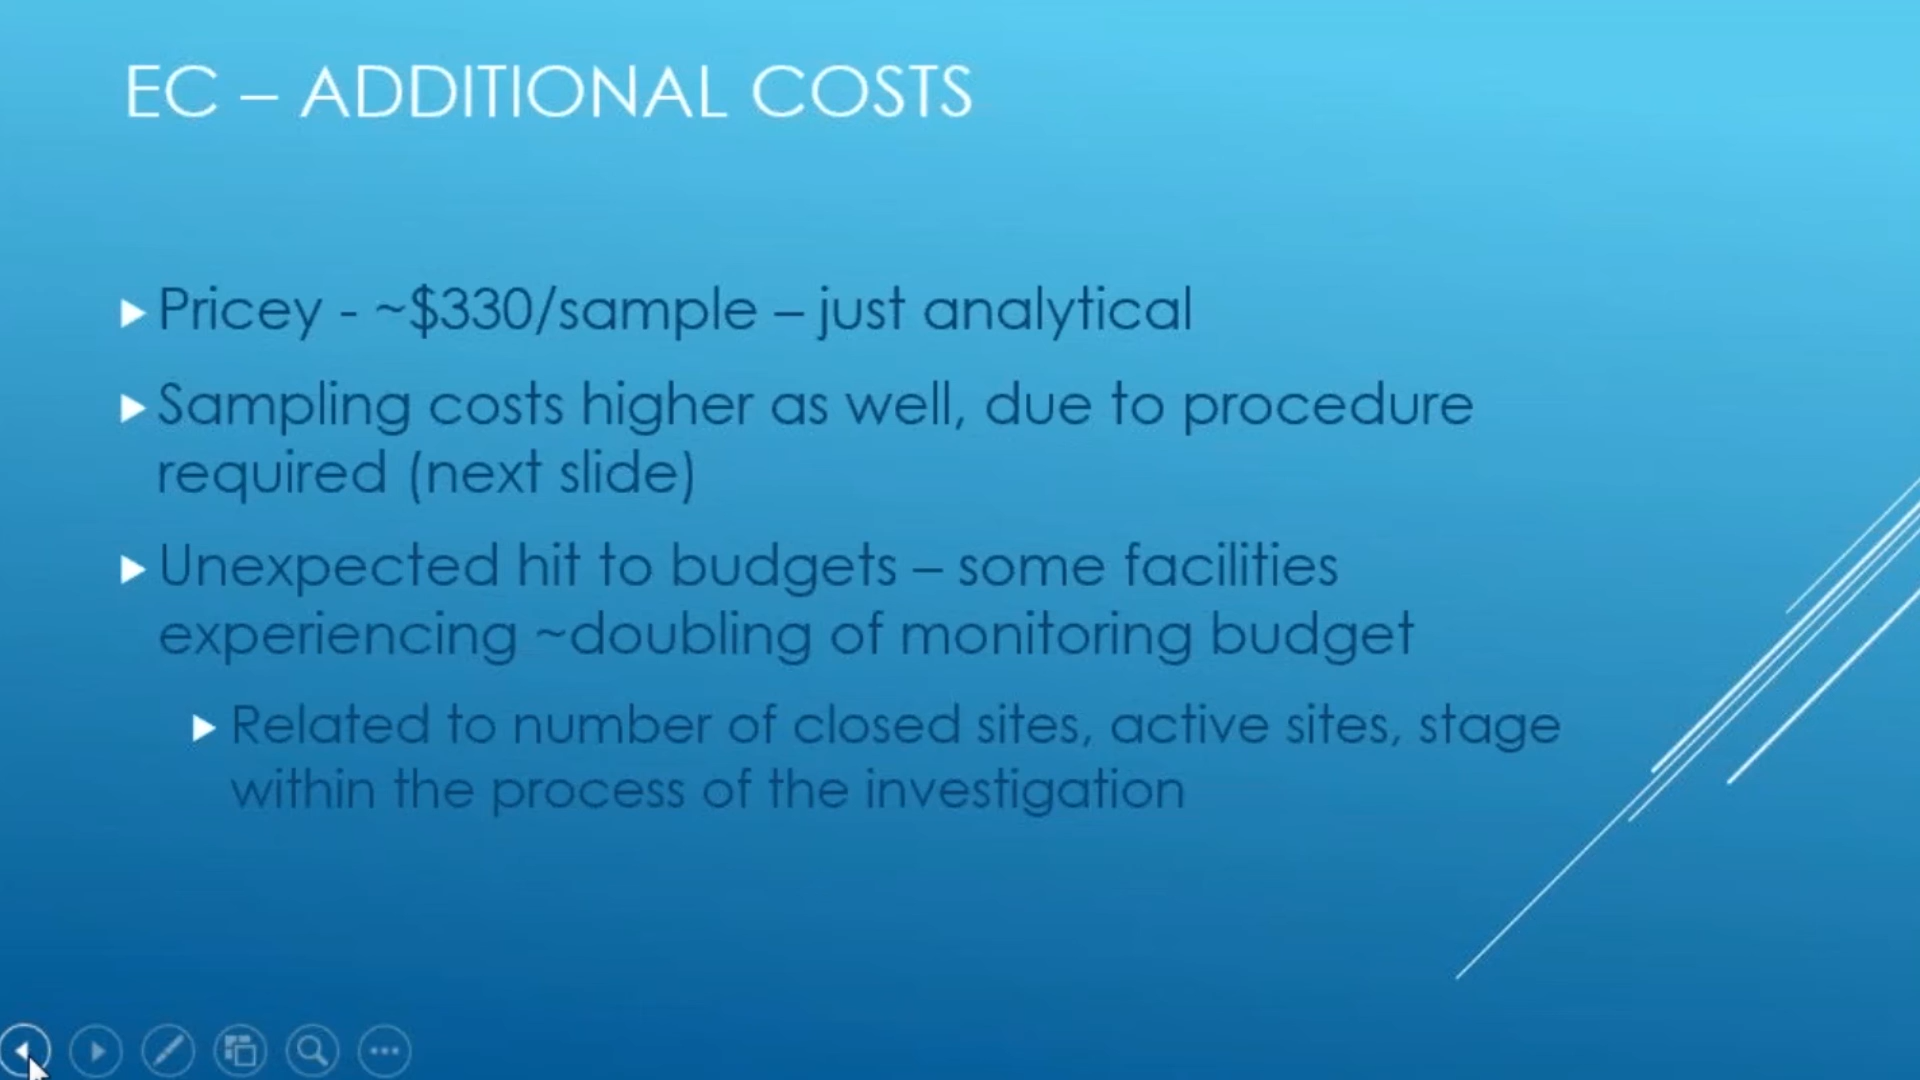 EC – ADDITIONAL COSTS
Pricey - ~$330/sample – just analytical
Sampling costs higher as well, due to procedure
required (next slide)
Unexpected hit to budgets – some facilities
experiencing ~doubling of monitoring budget
Related to number of closed sites, active sites, stage
within the process of the investigation